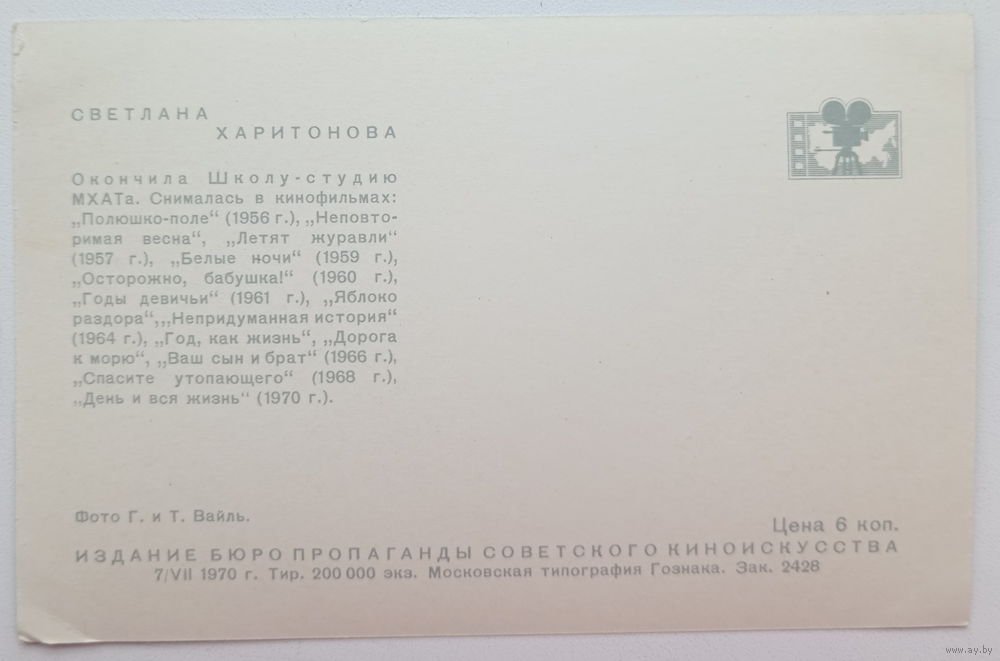 СВЕТЛАНА
ХАРИТОНОВА
Окончила Школу-студию
МХАТа. Снималась в кинофильмах:
„Полюшко-поле“ (1956 г.), „Неповто-
римая весна“, „Летят журавли“
(1957 г.), „Белые ночи“ (1959 г.),
„Осторожно, бабушка!“ (1960 г.),
„Годы девичьи“ (1961 г.), „Яблоко
раздора“, „Непридуманная история“
(1964 г.), „Год, как жизнь“, „Дорога
к морю“, „Ваш сын и брат“ (1966 г.),
„Спасите утопающего“ (1968 г.),
„День и вся жизнь“ (1970 г.).
Фото Г. и Т. Вайль.
Цена 6 коп.
ИЗДАНИЕ БЮРО ПРОПАГАНДЫ СОВЕТСКОГО КИНОИСКУССТВА
7/VII 1970 г. Тир. 200 000 экз. Московская типография Гознака. Зак. 2428
www.ay.by